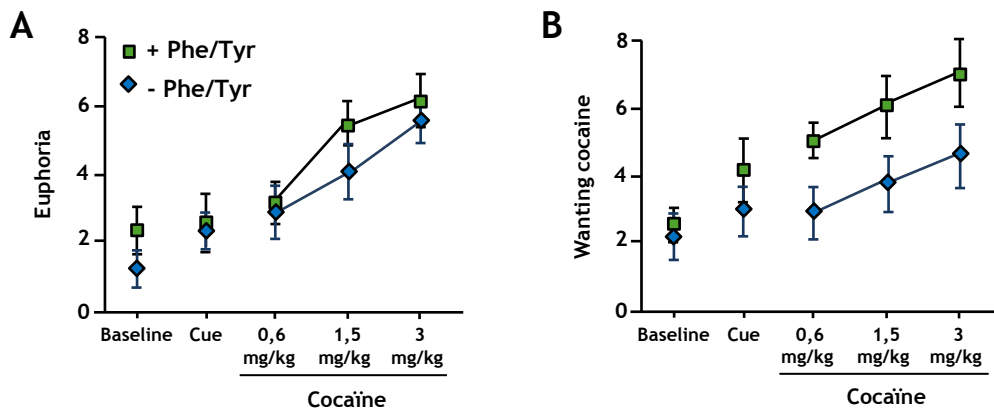 A
8
6
4
2
0
Euphoria
+ Phe/Tyr
- Phe/Tyr
Baseline
Cue
0,6
mg/kg
1,5
mg/kg
3
mg/kg
Cocaïne
B
8
6
4
2
0
Wanting cocaine
Baseline
Cue
0,6
mg/kg
1,5
mg/kg
3
mg/kg
Cocaïne